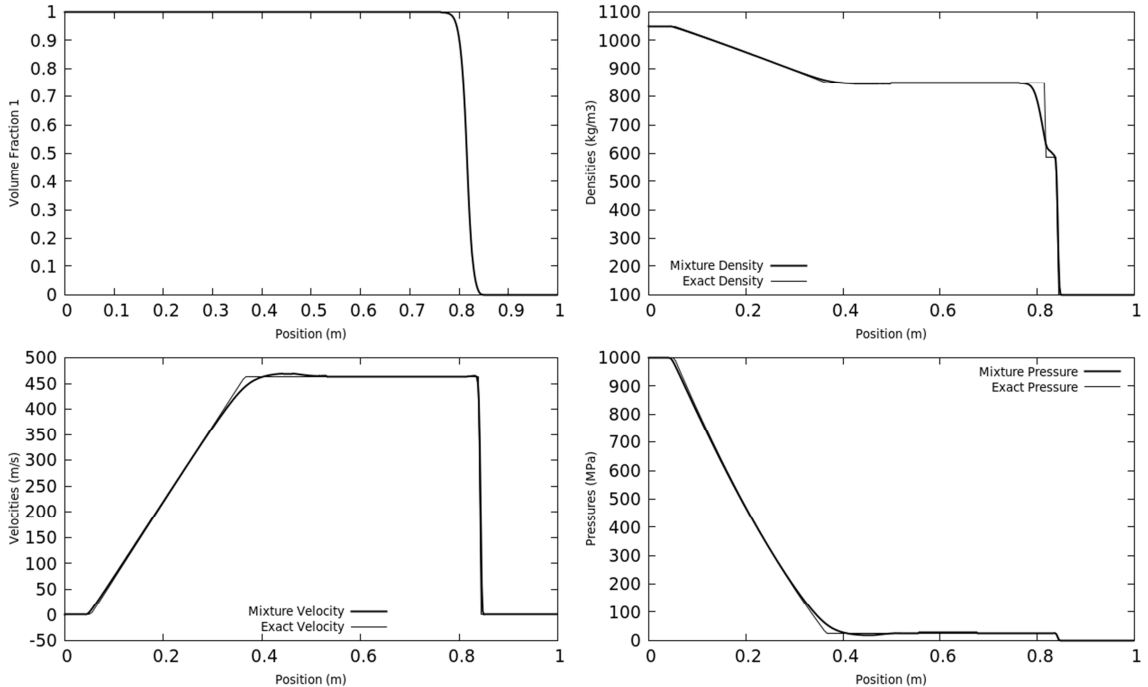 1
0.9
0.8
0.7
0.6
0.5
0.4
0.3
0.2
0.1
0
Volume Fraction 1
0 0.1 0.2 0.3 0.4 0.5 0.6 0.7 0.8 0.9 1
Position (m)
1100
1000
900
800
700
600
500
400
300
200
100
Densities (kg/m3)
Mixture Density
Exact Density
0 0.2 0.4 0.6 0.8 1
Position (m)
500
450
400
350
300
250
200
150
100
50
0
-50
Velocities (m/s)
Mixture Velocity
Exact Velocity
0 0.2 0.4 0.6 0.8 1
Position (m)
1000
900
800
700
600
500
400
300
200
100
0
Pressures (MPa)
Mixture Pressure
Exact Pressure
0 0.2 0.4 0.6 0.8 1
Position (m)